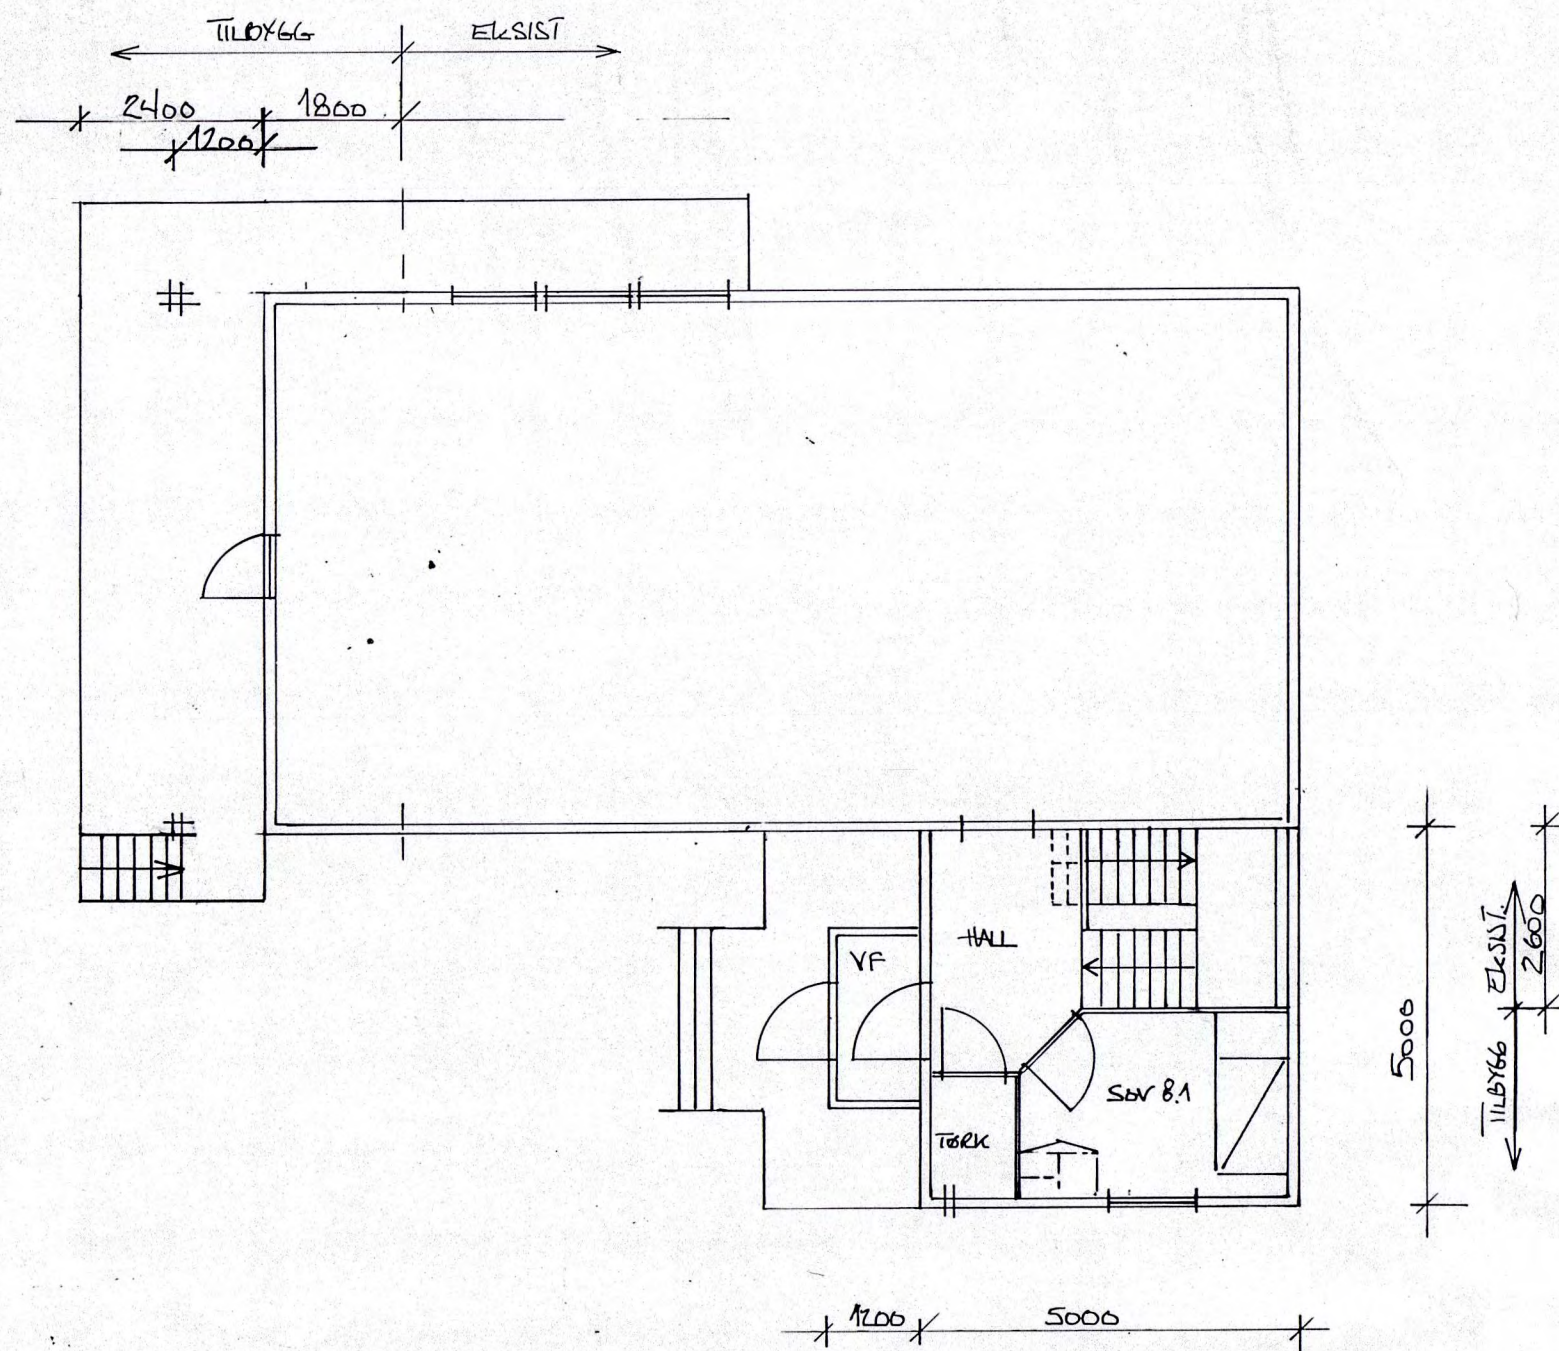 TILBYGG EKSIST
2400 1800
1200
HALL
VF
SOV 8.1
TØRK
5000
TILBYGG EKSIST.
2600
1200 5000